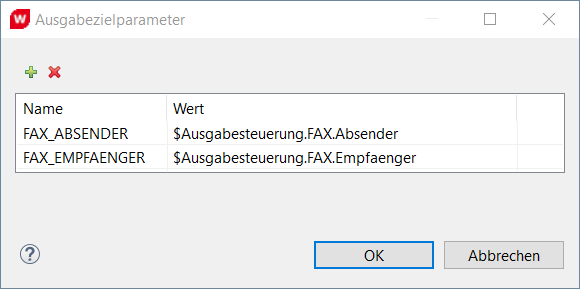 W Ausgabezielparameter
Name Wert
FAX_ABSENDER $Ausgabesteuerung.FAX.Absender
FAX_EMPFAENGER $Ausgabesteuerung.FAX.Empfaenger
? OK Abbrechen